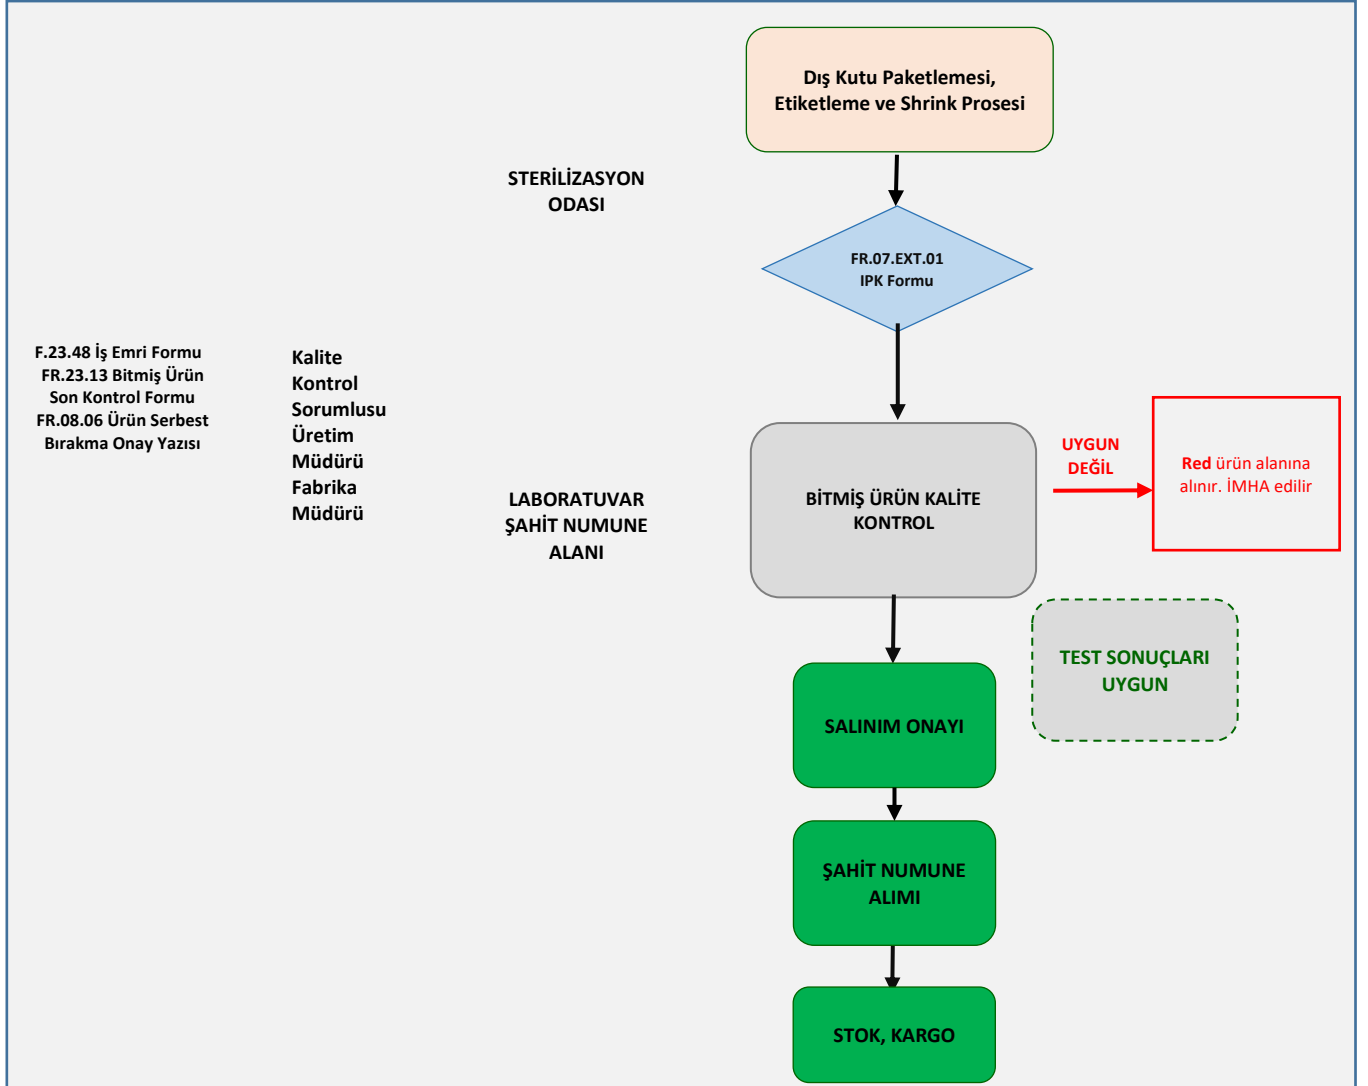 Dış Kutu Paketlemesi,
Etiketleme ve Shrink Prosesi
STERİLİZASYON
ODASI
FR.07.EXT.01
IPK Formu
F.23.48 İş Emri Formu
FR.23.13 Bitmiş Ürün
Son Kontrol Formu
FR.08.06 Ürün Serbest
Bırakma Onay Yazısı
Kalite
Kontrol
Sorumlusu
Üretim
Müdürü
Fabrika
Müdürü
LABORATUVAR
ŞAHİT NUMUNE
ALANI
BİTMİŞ ÜRÜN KALİTE
KONTROL
UYGUN
DEĞİL
Red ürün alanına
alınır. İMHA edilir
TEST SONUÇLARI
UYGUN
SALINIM ONAYI
ŞAHİT NUMUNE
ALIMI
STOK, KARGO